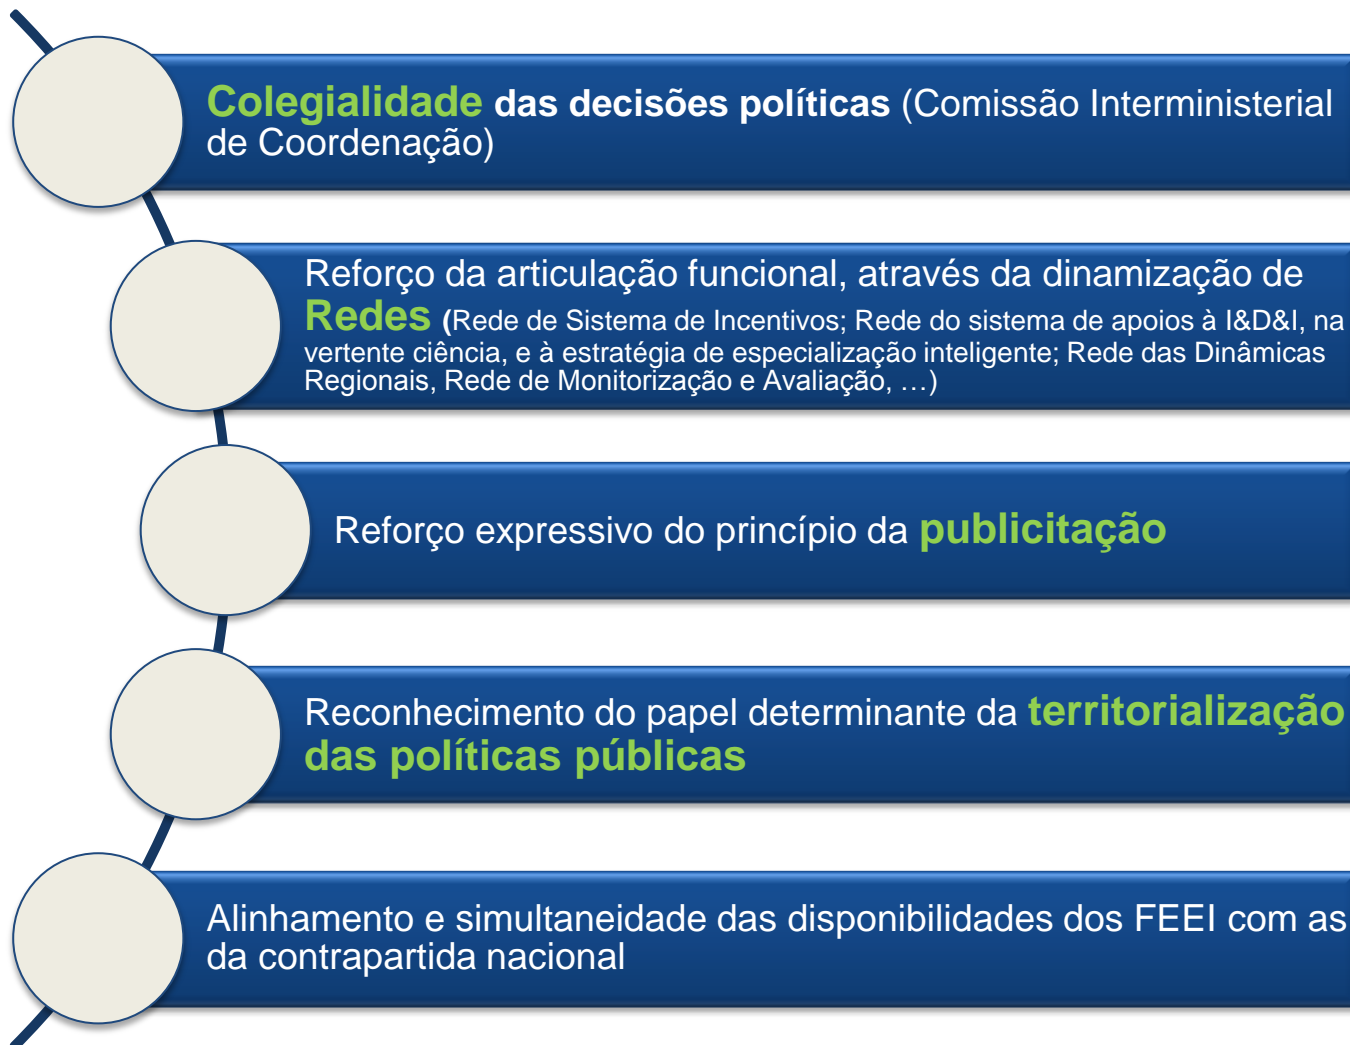 Colegialidade das decisões políticas (Comissão Interministerial
de Coordenação)
Reforço da articulação funcional, através da dinamização de
Redes (Rede de Sistema de Incentivos; Rede do sistema de apoios à I&D&I, na
vertente ciência, e à estratégia de especialização inteligente; Rede das Dinâmicas
Regionais, Rede de Monitorização e Avaliação, …)
Reforço expressivo do princípio da publicitação
Reconhecimento do papel determinante da territorialização
das políticas públicas
Alinhamento e simultaneidade das disponibilidades dos FEEI com as
da contrapartida nacional